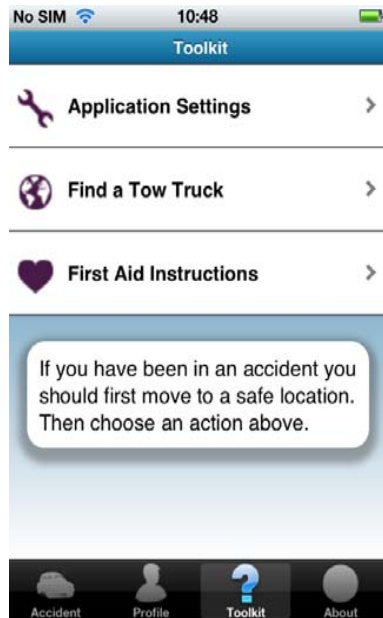 No SIM 10:48
Toolkit
Application Settings
Find a Tow Truck
First Aid Instructions
If you have been in an accident you
should first move to a safe location.
Then choose an action above.
Accident Profile Toolkit About